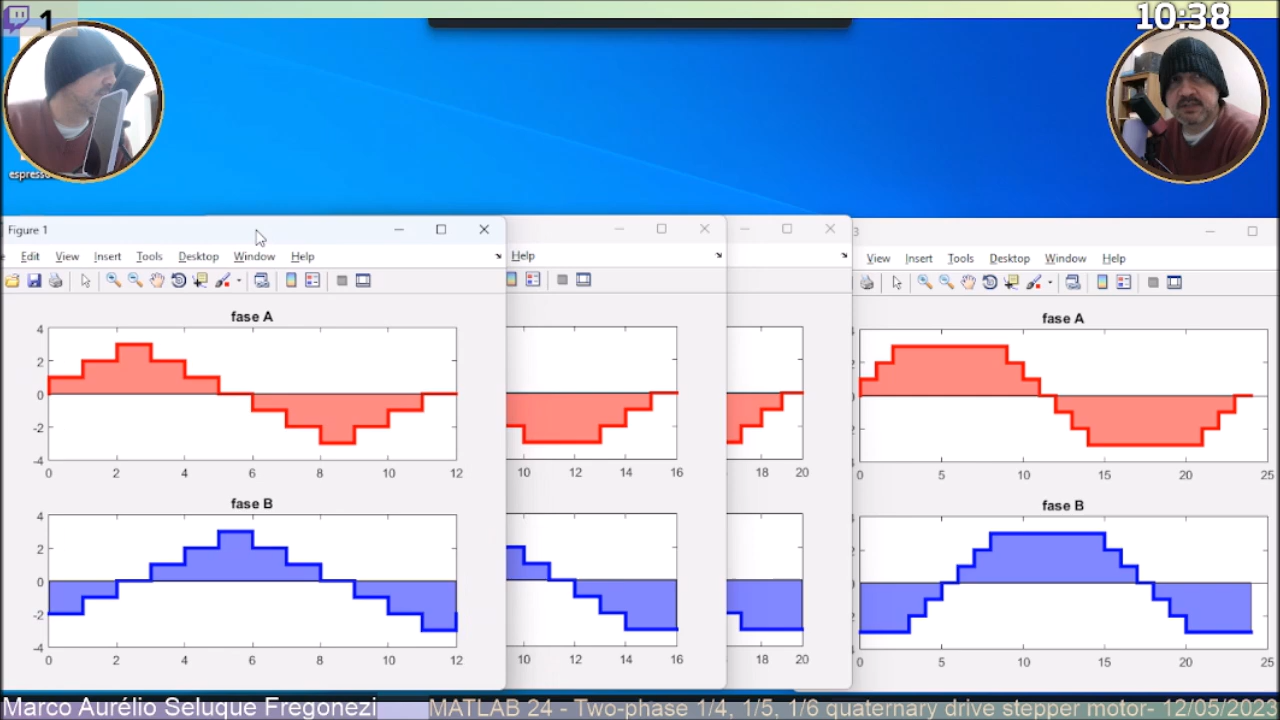 1
10:38
espresso
Figure 1
Edit View Insert Tools Desktop Window Help
Help
3
View Insert Tools Desktop Window Help
fase A
4
2
0
-2
-4
0 2 4 6 8 10 12
fase B
4
2
0
-2
-4
0 2 4 6 8 10 12
10 12 14 16
10 12 14 16
18 20
18 20
fase A
0 5 10 15 20 25
fase B
0 5 10 15 20 25
Marco Aurélio Seluque Fregonezi
MATLAB 24 - Two-phase 1/4, 1/5, 1/6 quaternary drive stepper motor- 12/05/2023